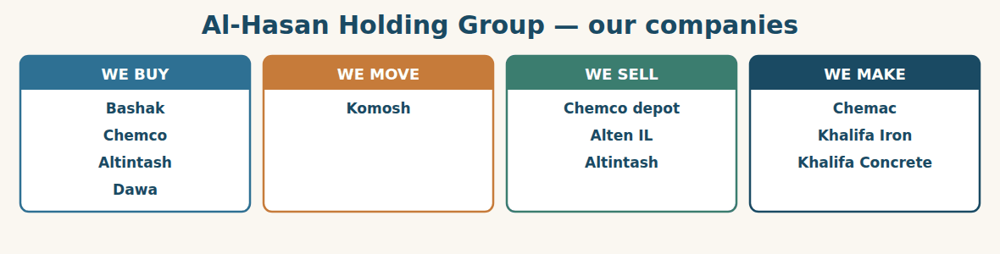 Al-Hasan Holding Group — our companies
WE BUY
Bashak
Chemco
Altintash
Dawa
WE MOVE
Komosh
WE SELL
Chemco depot
Alten IL
Altintash
WE MAKE
Chemac
Khalifa Iron
Khalifa Concrete